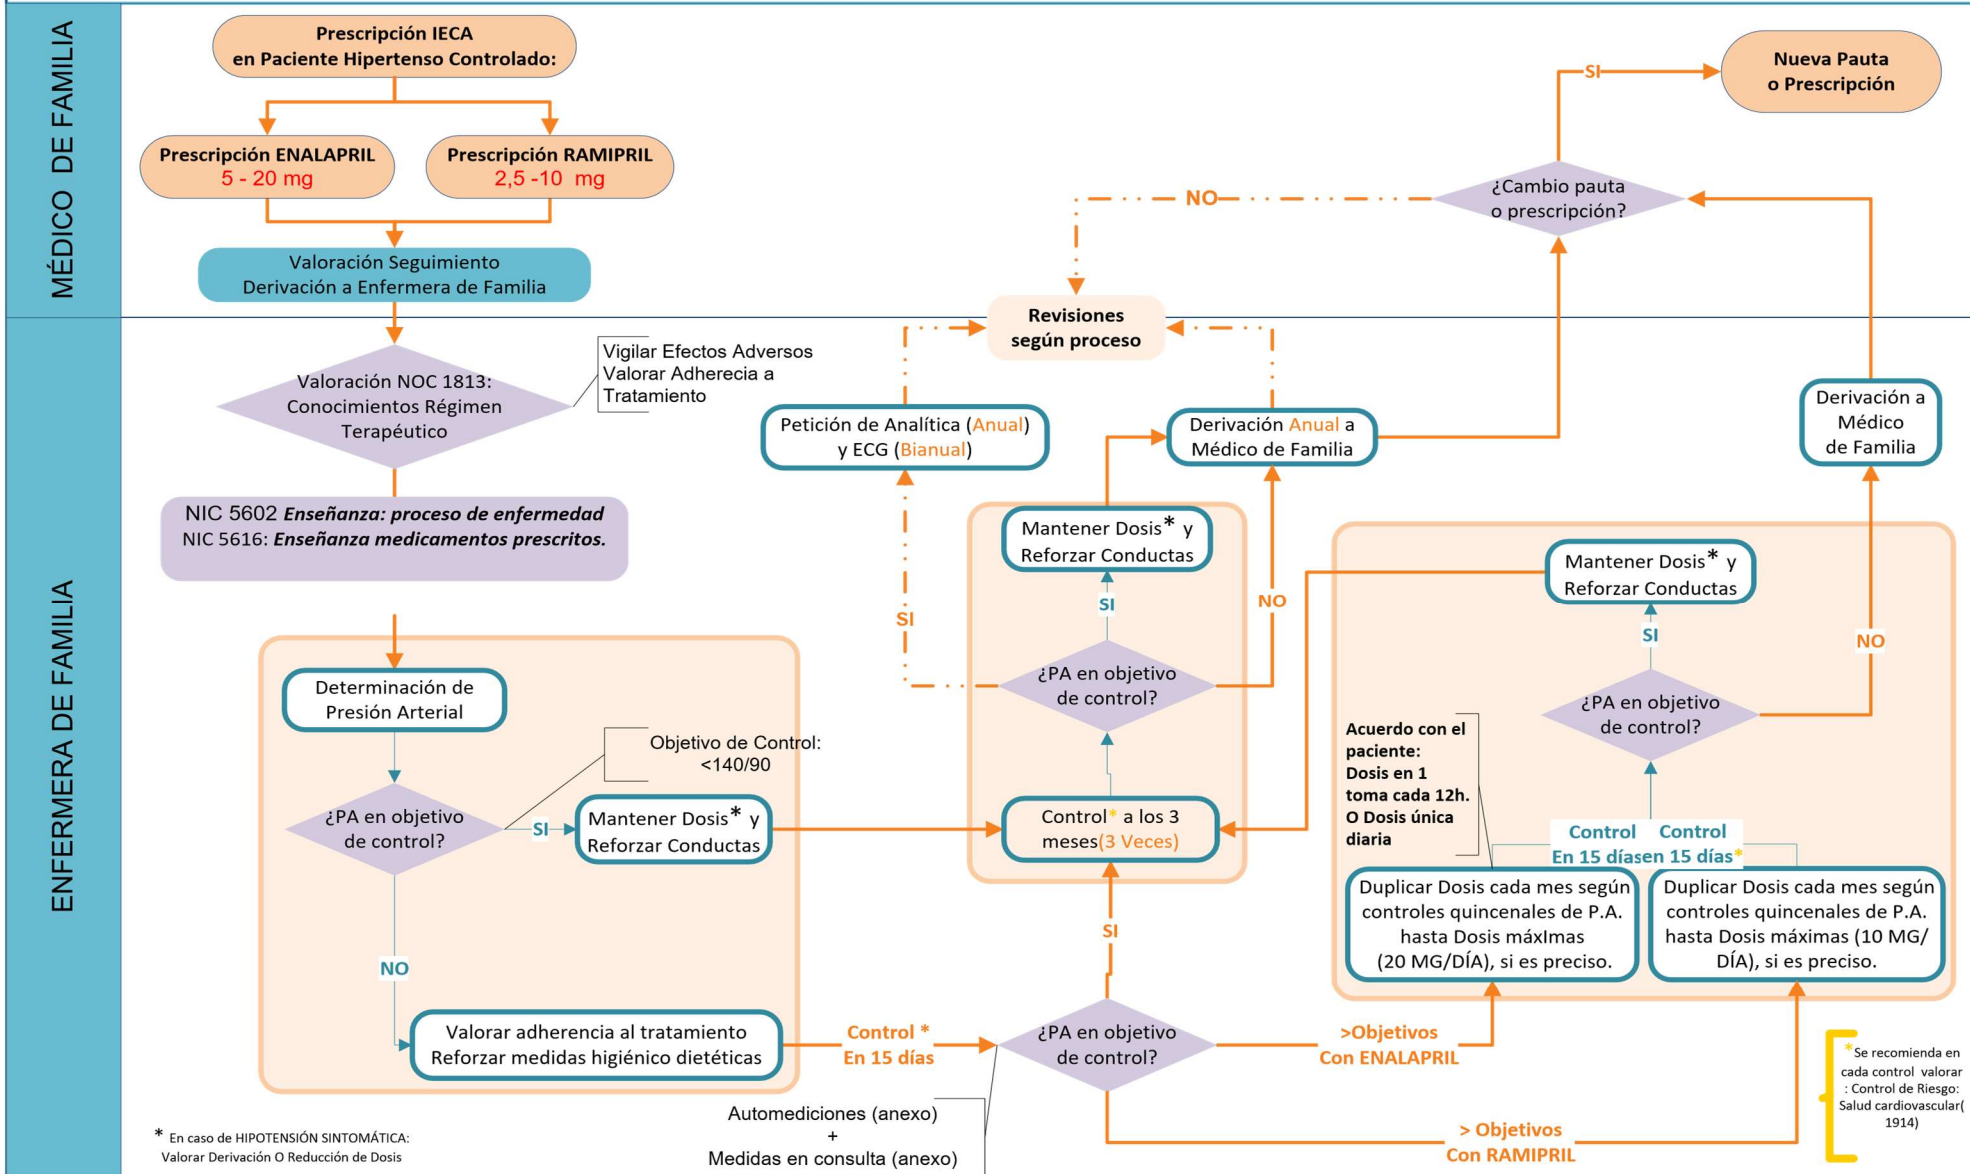 MÉDICO DE FAMILIA
Prescripción IECA
en Paciente Hipertenso Controlado:
Prescripción ENALAPRIL
5 - 20 mg
Prescripción RAMIPRIL
2,5 -10 mg
Valoración Seguimiento
Derivación a Enfermera de Familia
Nueva Pauta
o Prescripción
SI
¿Cambio pauta
o prescripción?
NO
Revisiones
según proceso
ENFERMERA DE FAMILIA
Valoración NOC 1813:
Conocimientos Régimen
Terapéutico
Vigilar Efectos Adversos
Valorar Adherecia a
Tratamiento
NIC 5602 Enseñanza: proceso de enfermedad
NIC 5616: Enseñanza medicamentos prescritos.
Determinación de
Presión Arterial
¿PA en objetivo
de control?
Objetivo de Control:
<140/90
SI
Mantener Dosis* y
Reforzar Conductas
NO
Valorar adherencia al tratamiento
Reforzar medidas higiénico dietéticas
Control *
En 15 días
* En caso de HIPOTENSIÓN SINTOMÁTICA:
Valorar Derivación O Reducción de Dosis
Petición de Analítica (Anual)
y ECG (Bianual)
Derivación Anual a
Médico de Familia
SI
Mantener Dosis* y
Reforzar Conductas
SI
NO
¿PA en objetivo
de control?
Control* a los 3
meses(3 Veces)
SI
¿PA en objetivo
de control?
Automediciones (anexo)
+
Medidas en consulta (anexo)
>Objetivos
Con ENALAPRIL
> Objetivos
Con RAMIPRIL
Derivación a
Médico
de Familia
NO
Mantener Dosis* y
Reforzar Conductas
SI
¿PA en objetivo
de control?
Acuerdo con el
paciente:
Dosis en 1
toma cada 12h.
O Dosis única
diaria
Control
En 15 días
Control
en 15 días*
Duplicar Dosis cada mes según
controles quincenales de P.A.
hasta Dosis máxImas
(20 MG/DÍA), si es preciso.
Duplicar Dosis cada mes según
controles quincenales de P.A.
hasta Dosis máximas (10 MG/
DÍA), si es preciso.
*Se recomienda en
cada control valorar
: Control de Riesgo:
Salud cardiovascular(
1914)